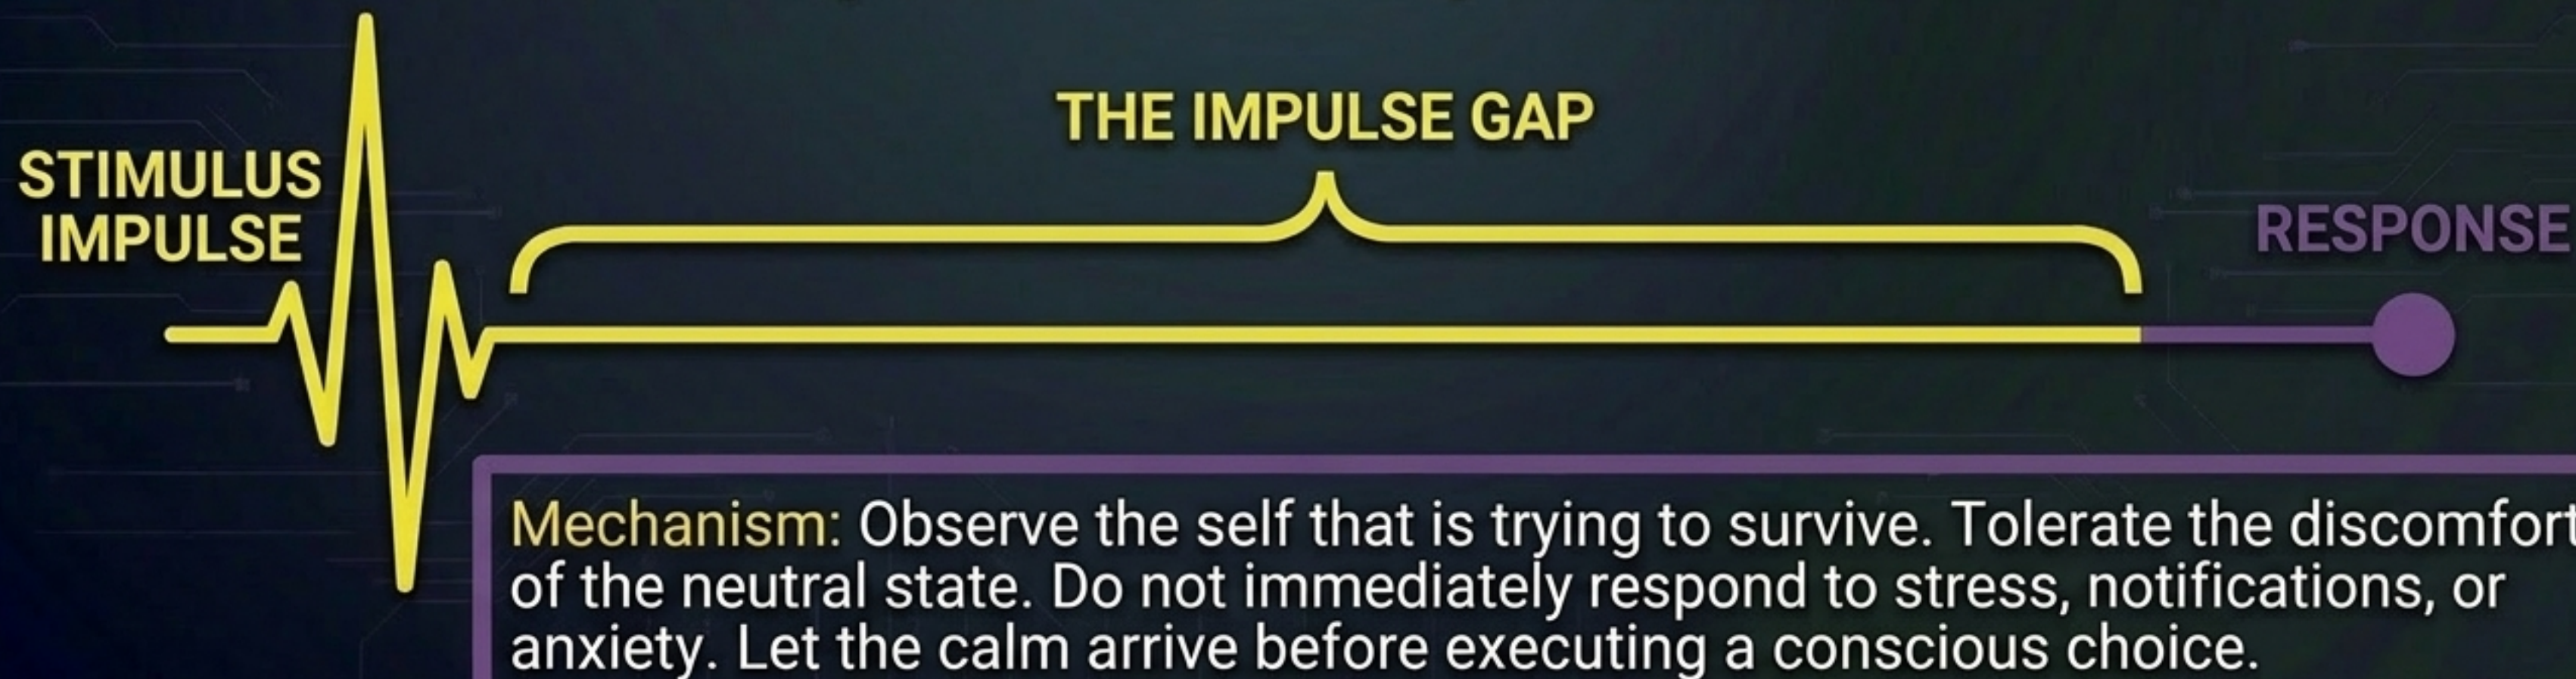 THE IMPULSE GAP
STIMULUS
IMPULSE
RESPONSE
Mechanism: Observe the self that is trying to survive. Tolerate the discomfort
of the neutral state. Do not immediately respond to stress, notifications, or
anxiety. Let the calm arrive before executing a conscious choice.